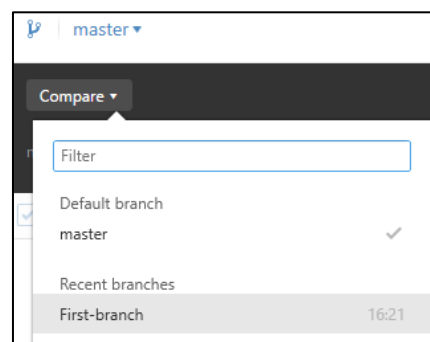 master
Compare
Filter
Default branch
master
Recent branches
First-branch 16:21